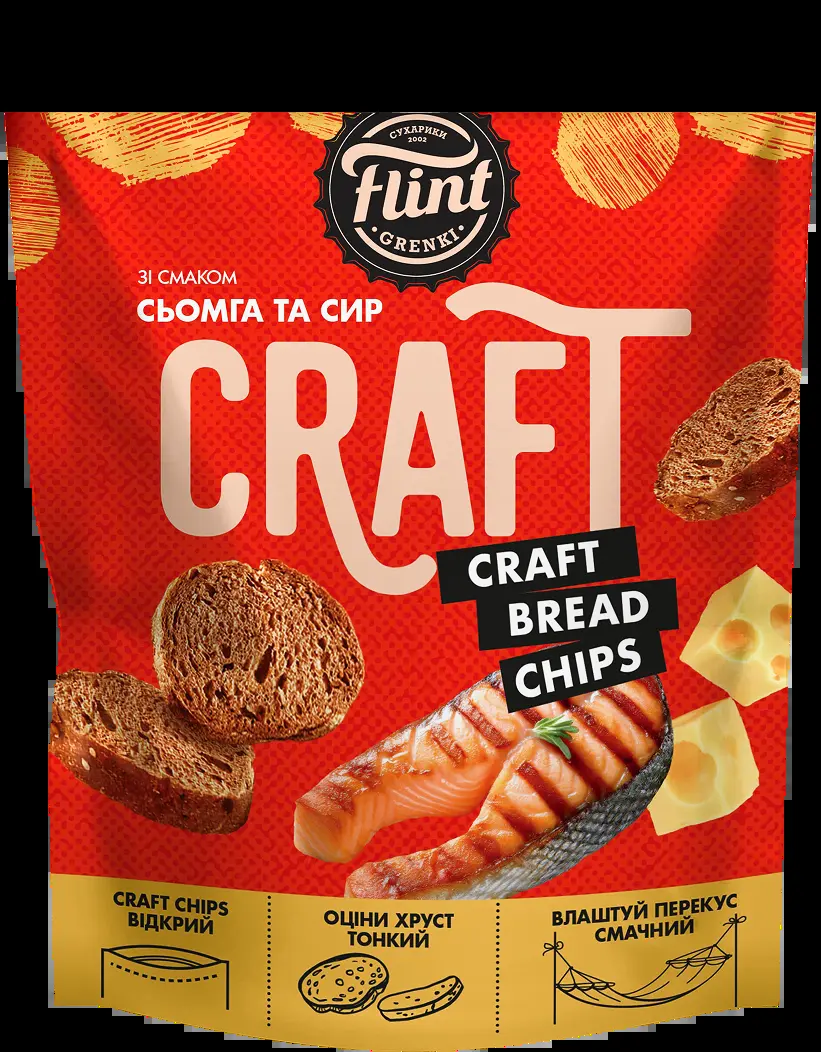 СУХАРИКИ
2002
Flint
GRENKI
ЗІ СМАКОМ
СЬОМГА ТА СИР
CRAFT
CRAFT
BREAD
CHIPS
CRAFT CHIPS
ВІДКРИЙ
ОЦІНИ ХРУСТ
ТОНКИЙ
ВЛАШТУЙ ПЕРЕКУС
СМАЧНИЙ